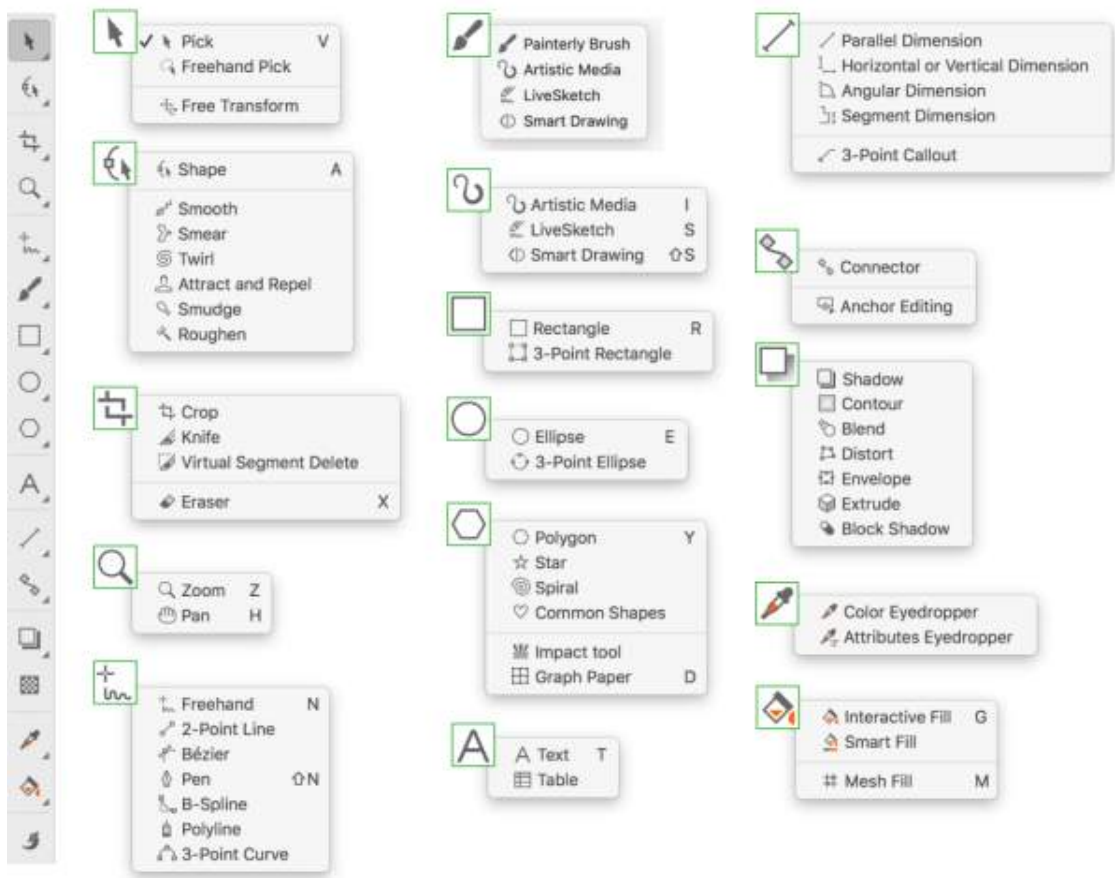 Pick V
Freehand Pick
Free Transform
Shape A
Smooth
Smear
Twirl
Attract and Repel
Smudge
Roughen
Crop
Knife
Virtual Segment Delete
Eraser X
Zoom Z
Pan H
Freehand N
2-Point Line
Bézier
Pen ⇧N
B-Spline
Polyline
3-Point Curve
Painterly Brush
Artistic Media
LiveSketch
Smart Drawing
Artistic Media I
LiveSketch S
Smart Drawing ⇧S
Rectangle R
3-Point Rectangle
Ellipse E
3-Point Ellipse
Polygon Y
Star
Spiral
Common Shapes
Impact tool
Graph Paper D
A Text T
Table
Parallel Dimension
Horizontal or Vertical Dimension
Angular Dimension
Segment Dimension
3-Point Callout
Connector
Anchor Editing
Shadow
Contour
Blend
Distort
Envelope
Extrude
Block Shadow
Color Eyedropper
Attributes Eyedropper
Interactive Fill G
Smart Fill
Mesh Fill M